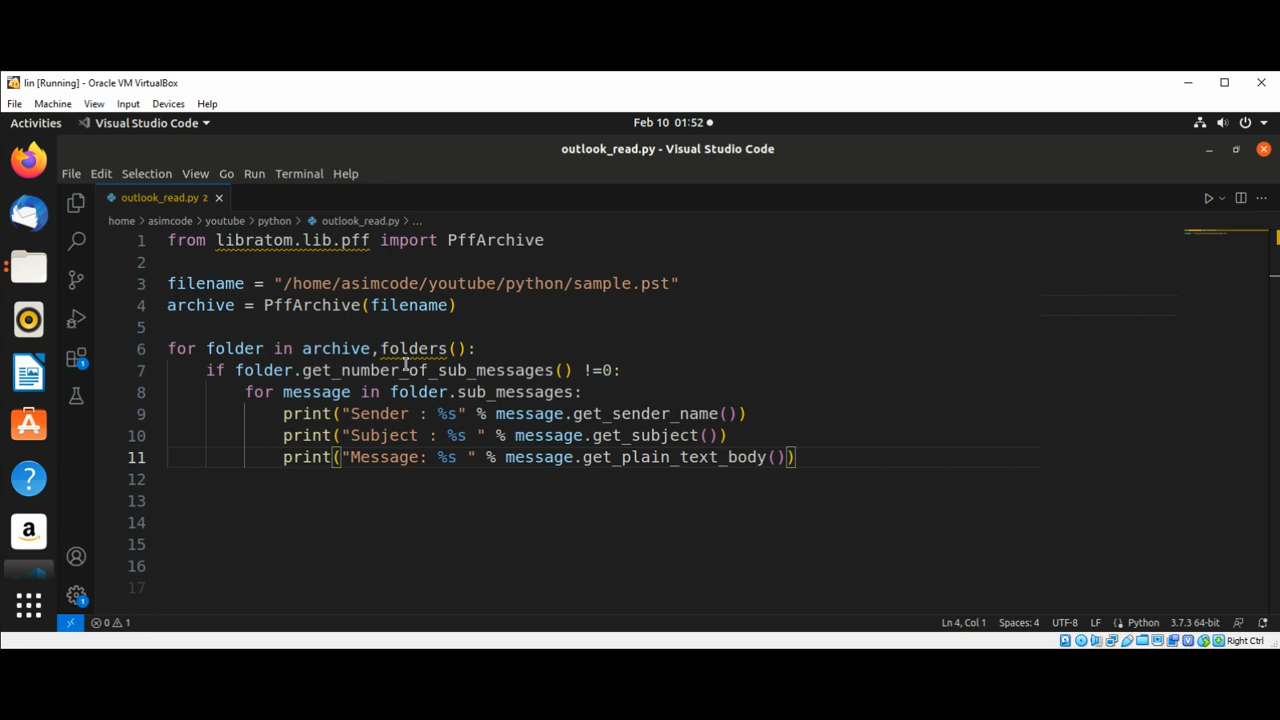 lin [Running] - Oracle VM VirtualBox
File Machine View Input Devices Help
Activities Visual Studio Code Feb 10 01:52
outlook_read.py - Visual Studio Code
File Edit Selection View Go Run Terminal Help
outlook_read.py 2
home > asimcode > youtube > python > outlook_read.py > ...
1 from libratom.lib.pff import PffArchive
2
3 filename = "/home/asimcode/youtube/python/sample.pst"
4 archive = PffArchive(filename)
5
6 for folder in archive,folders():
7 if folder.get_number_of_sub_messages() !=0:
8 for message in folder.sub_messages:
9 print("Sender : %s" % message.get_sender_name())
10 print("Subject : %s " % message.get_subject())
11 print("Message: %s " % message.get_plain_text_body())
12
13
14
15
16
17
1
a
1
0 1 Ln 4, Col 1 Spaces: 4 UTF-8 LF Python 3.7.3 64-bit
Right Ctrl